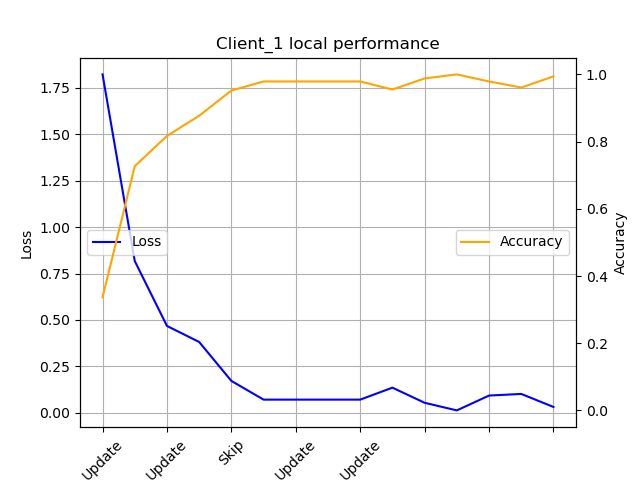 Client_1 local performance
1.75
1.50
1.25
1.00
0.75
0.50
0.25
0.00
Loss
Loss
Accuracy
1.0
0.8
0.6
0.4
0.2
0.0
Accuracy
Update
Update
Skip
Update
Update